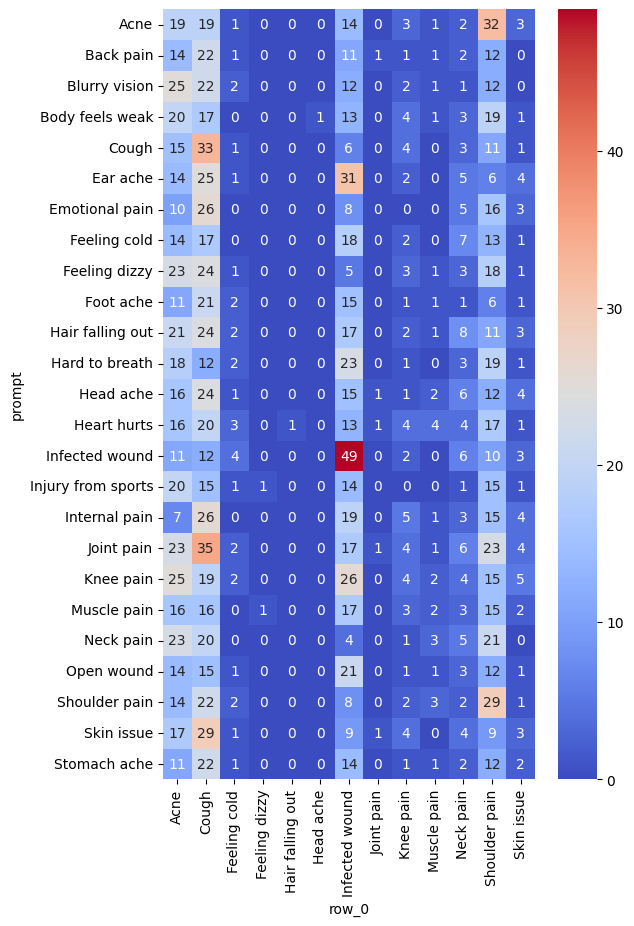 Acne 19 19 1 0 0 0 14 0 3 1 2 32 3
Back pain 14 22 1 0 0 0 11 1 1 1 2 12 0
Blurry vision 25 22 2 0 0 0 12 0 2 1 1 12 0
Body feels weak 20 17 0 0 0 1 13 0 4 1 3 19 1
Cough 15 33 1 0 0 0 6 0 4 0 3 11 1
Ear ache 14 25 1 0 0 0 31 0 2 0 5 6 4
Emotional pain 10 26 0 0 0 0 8 0 0 0 5 16 3
Feeling cold 14 17 0 0 0 0 18 0 2 0 7 13 1
Feeling dizzy 23 24 1 0 0 0 5 0 3 1 3 18 1
Foot ache 11 21 2 0 0 0 15 0 1 1 1 6 1
Hair falling out 21 24 2 0 0 0 17 0 2 1 8 11 3
Hard to breath 18 12 2 0 0 0 23 0 1 0 3 19 1
Head ache 16 24 1 0 0 0 15 1 1 2 6 12 4
Heart hurts 16 20 3 0 1 0 13 1 4 4 4 17 1
Infected wound 11 12 4 0 0 0 49 0 2 0 6 10 3
Injury from sports 20 15 1 1 0 0 14 0 0 0 1 15 1
Internal pain 7 26 0 0 0 0 19 0 5 1 3 15 4
Joint pain 23 35 2 0 0 0 17 1 4 1 6 23 4
Knee pain 25 19 2 0 0 0 26 0 4 2 4 15 5
Muscle pain 16 16 0 1 0 0 17 0 3 2 3 15 2
Neck pain 23 20 0 0 0 0 4 0 1 3 5 21 0
Open wound 14 15 1 0 0 0 21 0 1 1 3 12 1
Shoulder pain 14 22 2 0 0 0 8 0 2 3 2 29 1
Skin issue 17 29 1 0 0 0 9 1 4 0 4 9 3
Stomach ache 11 22 1 0 0 0 14 0 1 1 2 12 2
prompt
Acne
Cough
Feeling cold
Feeling dizzy
Hair falling out
Head ache
Infected wound
Joint pain
Knee pain
Muscle pain
Neck pain
Shoulder pain
Skin issue
row_0
40
30
20
10
0